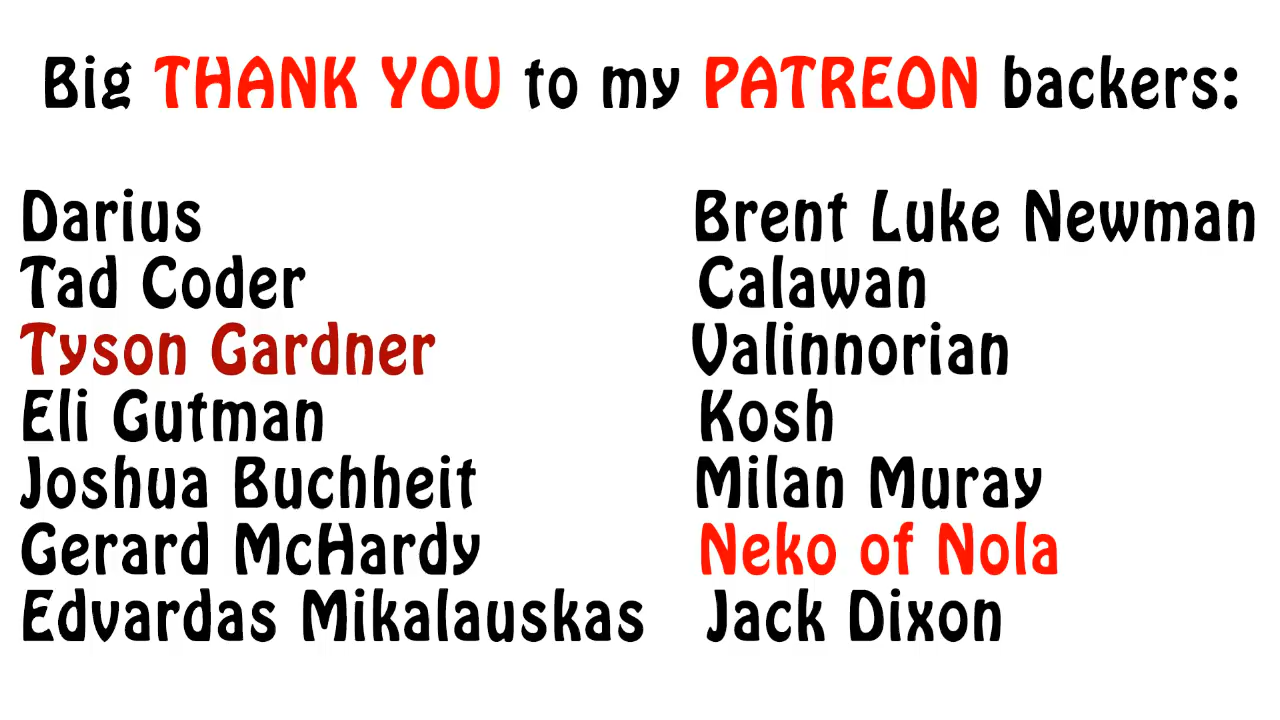 Big THANK YOU to my PATREON backers:
Darius
Tad Coder
Tyson Gardner
Eli Gutman
Joshua Buchheit
Gerard McHardy
Edvardas Mikalauskas
Brent Luke Newman
Calawan
Valinnorian
Kosh
Milan Muray
Neko of Nola
Jack Dixon